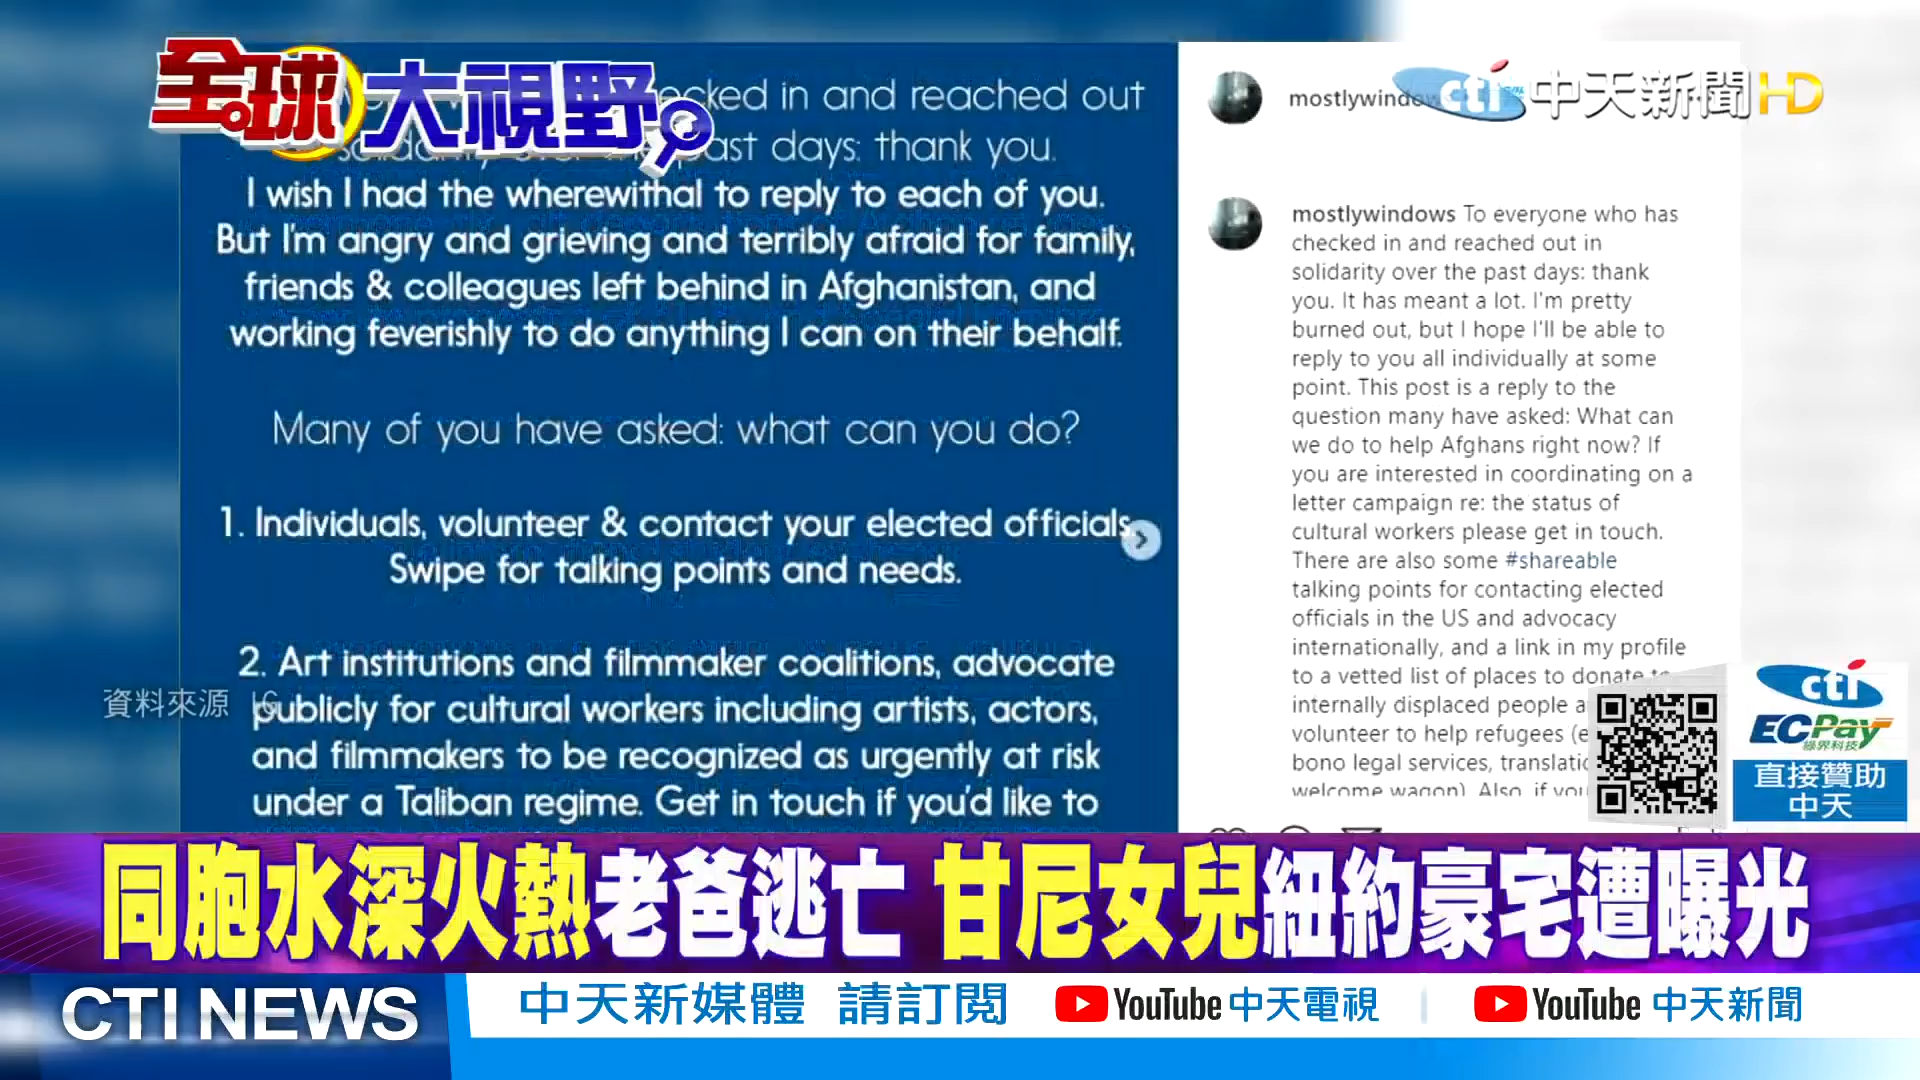 全球大視野
cti 中天新聞HD
checked in and reached out
solidarity over the past days: thank you.
I wish I had the wherewithal to reply to each of you.
But I'm angry and grieving and terribly afraid for family,
friends & colleagues left behind in Afghanistan, and
working feverishly to do anything I can on their behalf.
Many of you have asked: what can you do?
1. Individuals, volunteer & contact your elected officials.
Swipe for talking points and needs.
2. Art institutions and filmmaker coalitions, advocate
publicly for cultural workers including artists, actors,
and filmmakers to be recognized as urgently at risk
under a Taliban regime. Get in touch if you'd like to
資料來源 IG
mostlywindows
mostlywindows To everyone who has
checked in and reached out in
solidarity over the past days: thank
you. It has meant a lot. I'm pretty
burned out, but I hope I'll be able to
reply to you all individually at some
point. This post is a reply to the
question many have asked: What can
we do to help Afghans right now? If
you are interested in coordinating on a
letter campaign re: the status of
cultural workers please get in touch.
There are also some #shareable
talking points for contacting elected
officials in the US and advocacy
internationally, and a link in my profile
to a vetted list of places to donate to
internally displaced people
volunteer to help refugees
bono legal services,
welcome wagon). Also, if you
cti
ECPay
綠界科技
直接贊助
中天
同胞水深火熱老爸逃亡 甘尼女兒紐約豪宅遭曝光
CTI NEWS
中天新媒體 請訂閱 YouTube 中天電視 YouTube 中天新聞